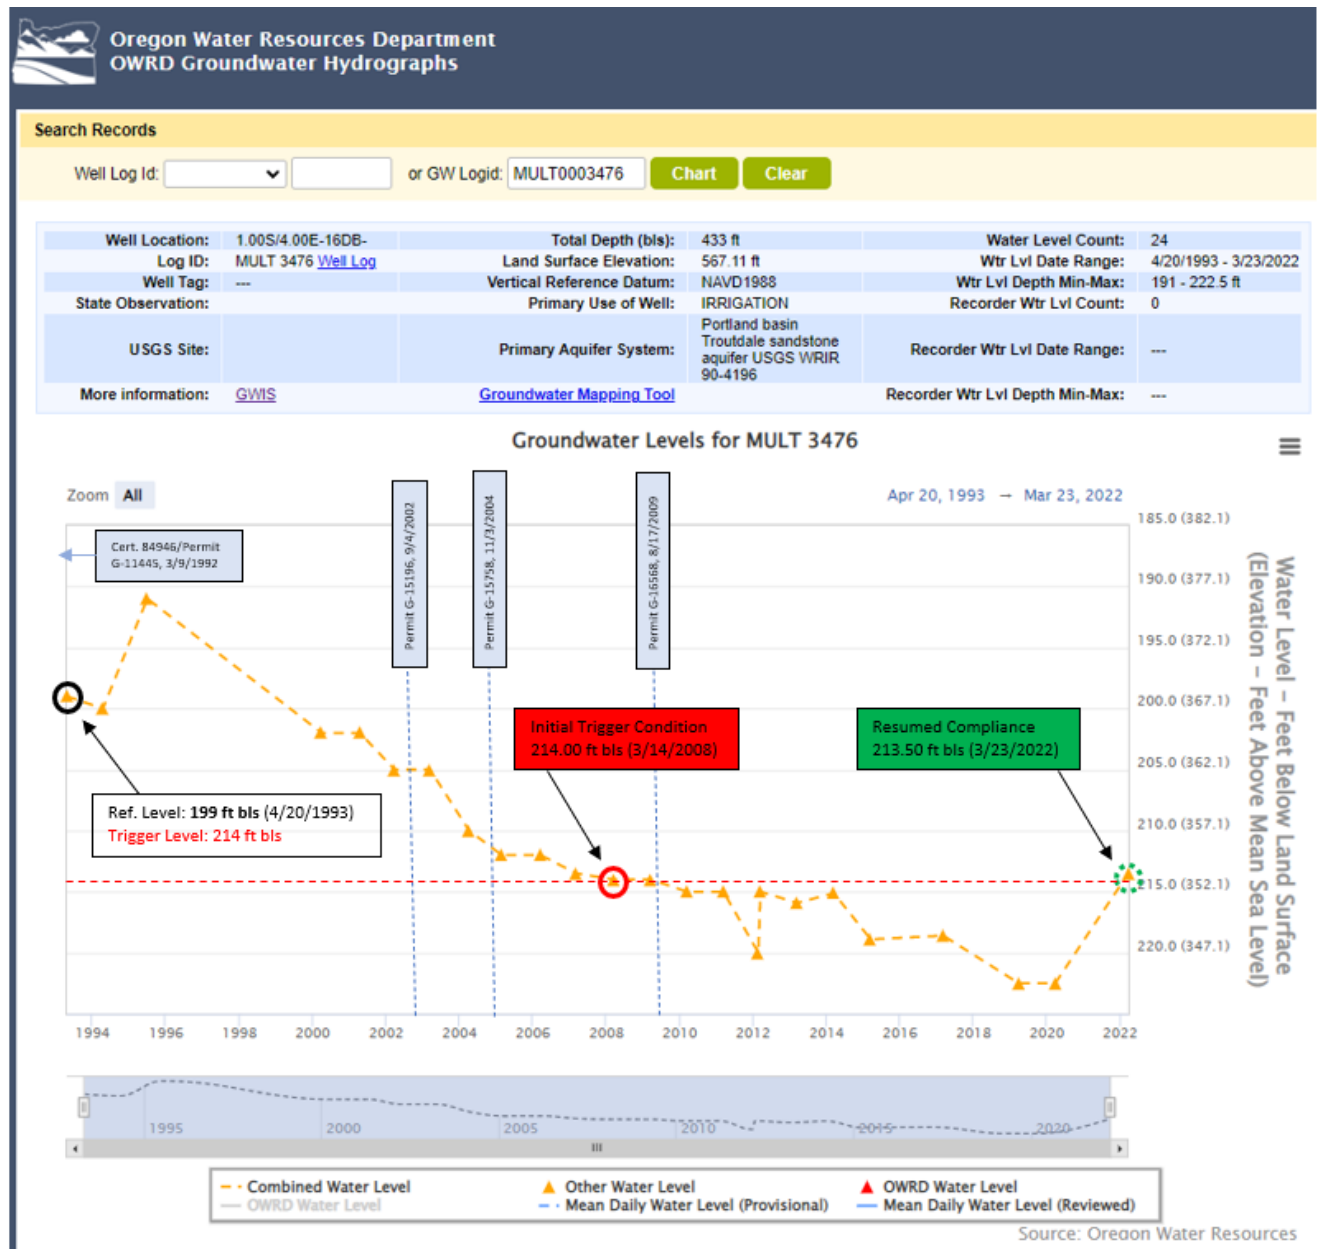 Oregon Water Resources Department
OWRD Groundwater Hydrographs
Search Records
Well Log Id: or GW Logid: MULT0003476 Chart Clear
Well Location: 1.00S/4.00E-16DB- Total Depth (bls): 433 ft Water Level Count: 24
Log ID: MULT 3476 Well Log Land Surface Elevation: 567.11 ft Wtr Lvl Date Range: 4/20/1993 - 3/23/2022
Well Tag: --- Vertical Reference Datum: NAVD1988 Wtr Lvl Depth Min-Max: 191 - 222.5 ft
State Observation: Primary Use of Well: IRRIGATION Recorder Wtr Lvl Count: 0
USGS Site: Primary Aquifer System: Portland basin Troutdale sandstone aquifer USGS WRIR 90-4196 Recorder Wtr Lvl Date Range: ---
More information: GWIS Groundwater Mapping Tool Recorder Wtr Lvl Depth Min-Max: ---
Groundwater Levels for MULT 3476
Zoom All
Apr 20, 1993 → Mar 23, 2022
Cert. 84946/Permit
G-11445, 3/9/1992
Permit G-15196, 9/4/2002
Permit G-15758, 11/3/2004
Permit G-16568, 8/17/2009
185.0 (382.1)
190.0 (377.1)
195.0 (372.1)
200.0 (367.1)
205.0 (362.1)
210.0 (357.1)
215.0 (352.1)
220.0 (347.1)
Water Level – Feet Below Land Surface
(Elevation – Feet Above Mean Sea Level)
Initial Trigger Condition
214.00 ft bls (3/14/2008)
Resumed Compliance
213.50 ft bls (3/23/2022)
Ref. Level: 199 ft bls (4/20/1993)
Trigger Level: 214 ft bls
1994 1996 1998 2000 2002 2004 2006 2008 2010 2012 2014 2016 2018 2020 2022
1995 2000 2005 2010 2015 2020
Combined Water Level Other Water Level OWRD Water Level
OWRD Water Level Mean Daily Water Level (Provisional) Mean Daily Water Level (Reviewed)
Source: Oregon Water Resources